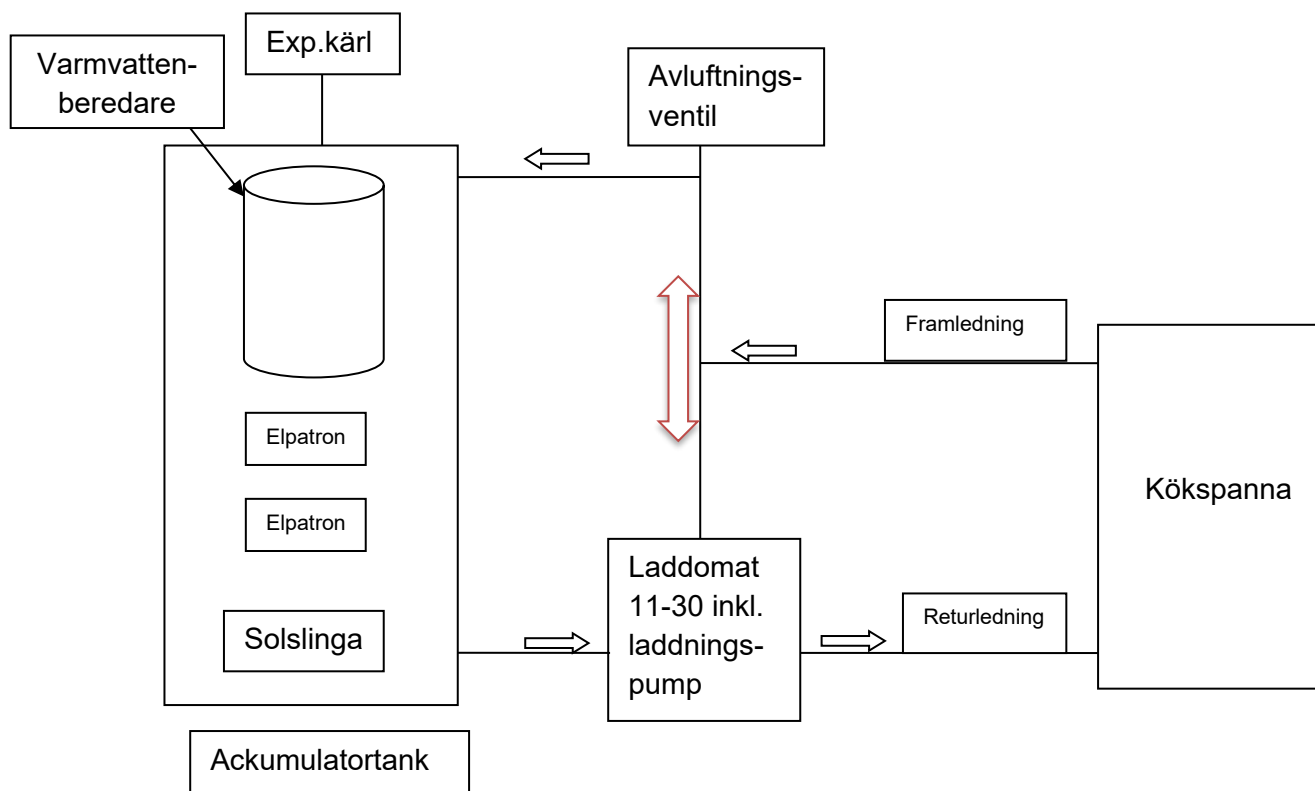 Exp.kärl
Varmvatten-
beredare
Avluftnings-
ventil
Framledning
Elpatron
Kökspanna
Elpatron
Laddomat
11-30 inkl.
laddnings-
pump
Returledning
Solslinga
Ackumulatortank